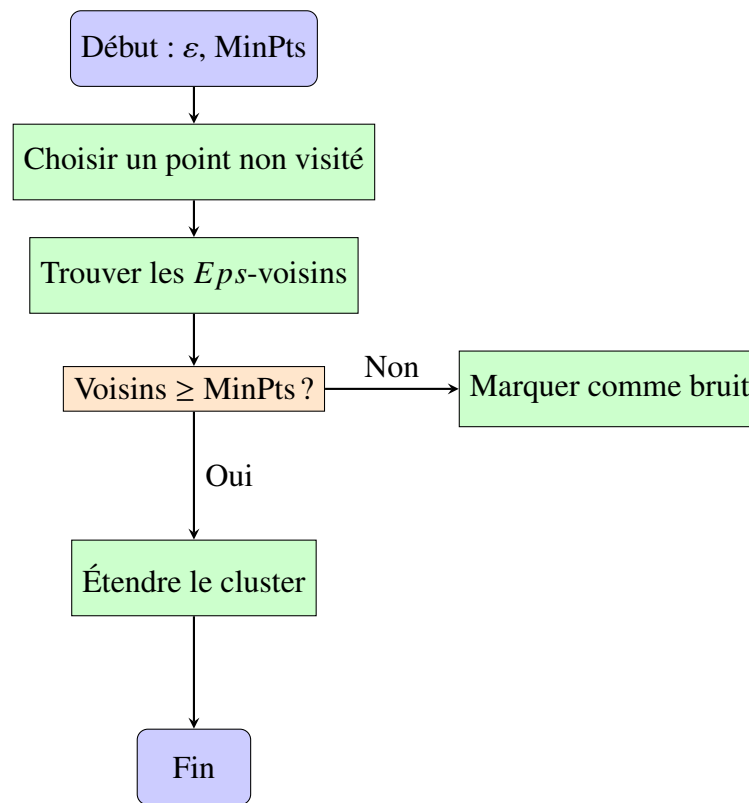 Début : ε, MinPts
Choisir un point non visité
Trouver les Eps-voisins
Voisins ≥ MinPts ?
Non
Marquer comme bruit
Oui
Étendre le cluster
Fin